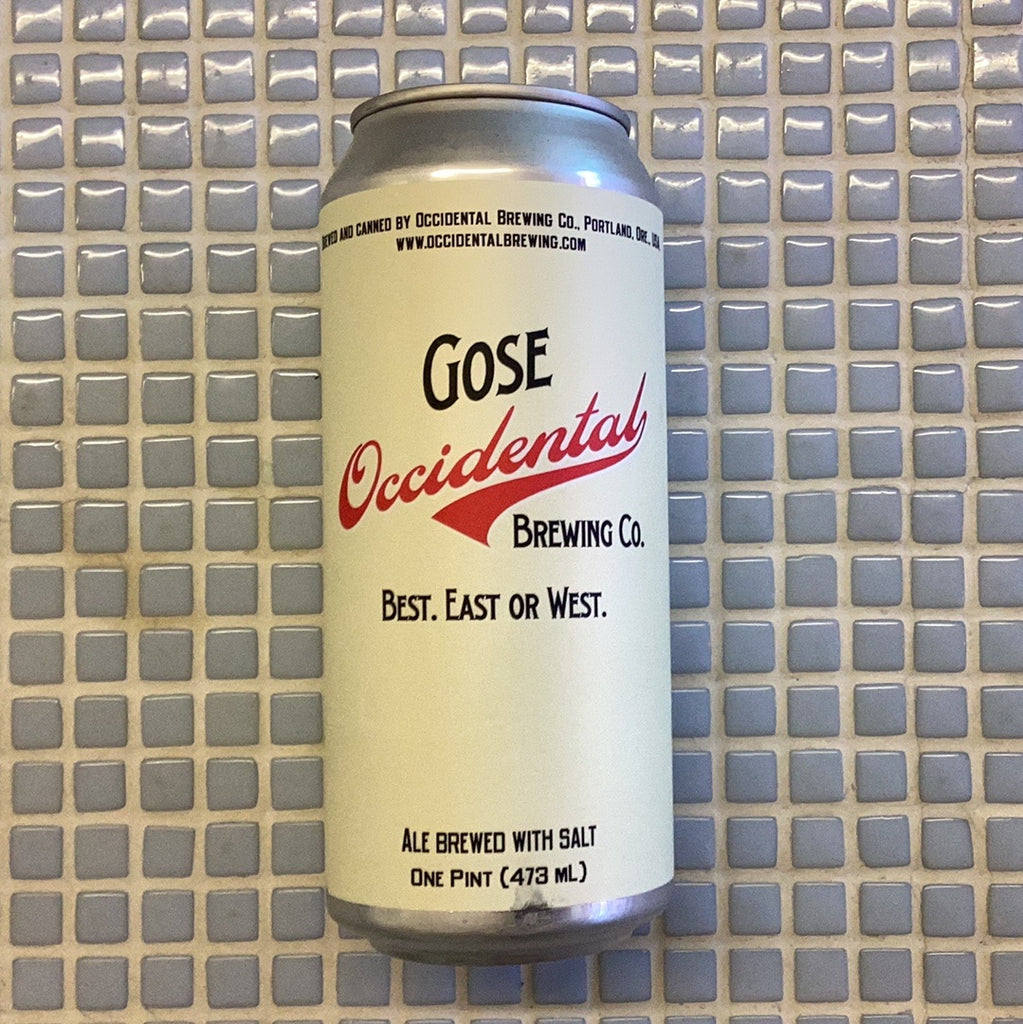 AND CANNED BY OCCIDENTAL BREWING CO., PORTLAND, ORE., USA
WWW.OCCIDENTALBREWING.COM
GOSE
Occidental
BREWING CO.
BEST. EAST OR WEST.
ALE BREWED WITH SALT
ONE PINT (473 ML)